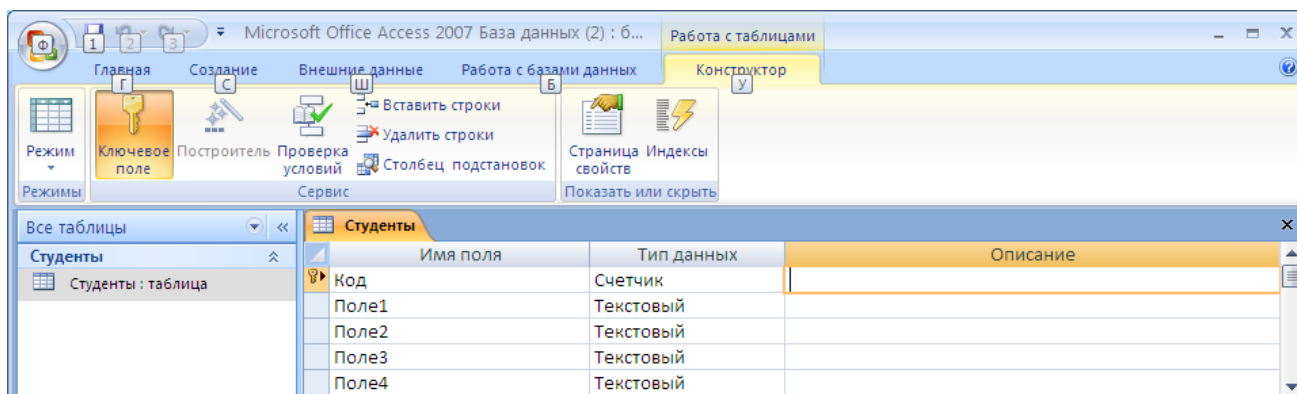 Microsoft Office Access 2007 База данных (2) : б... Работа с таблицами
1 2 3
Ф
Главная Создание Внешние данные Работа с базами данных Конструктор
Г С Ш Б У
Режим
Ключевое поле
Построитель
Проверка условий
Вставить строки
Удалить строки
Столбец подстановок
Страница свойств
Индексы
Режимы Сервис Показать или скрыть
Все таблицы
Студенты
Студенты : таблица
Студенты
Имя поля Тип данных Описание
Код Счетчик
Поле1 Текстовый
Поле2 Текстовый
Поле3 Текстовый
Поле4 Текстовый